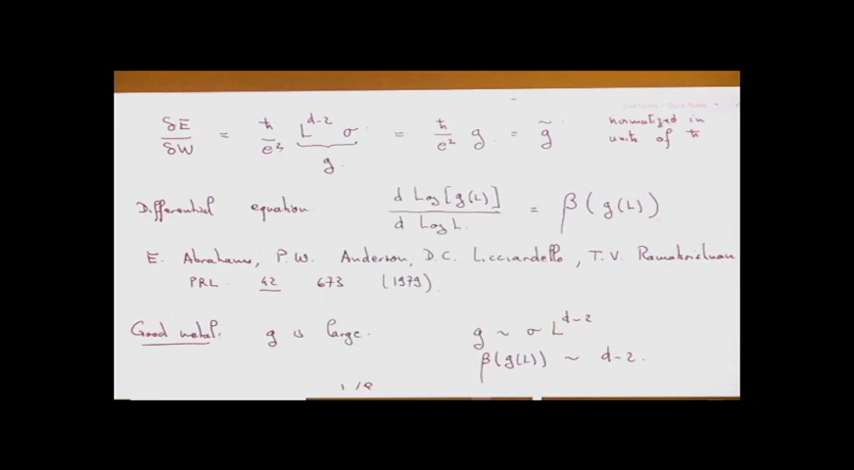 δE/δW = ħ/e² L^{d-2} σ = ħ/e² g = g̃ normalized in
g. units of ħ
Differential equation d Log[g(L)] / d Log L. = β(g(L))
E. Abrahams, P.W. Anderson, D.C. Licciardello, T.V. Ramakrishnan
PRL 42 673 (1979).
Good metal. g is large. g ~ σ L^{d-2}
β(g(L)) ~ d-2.